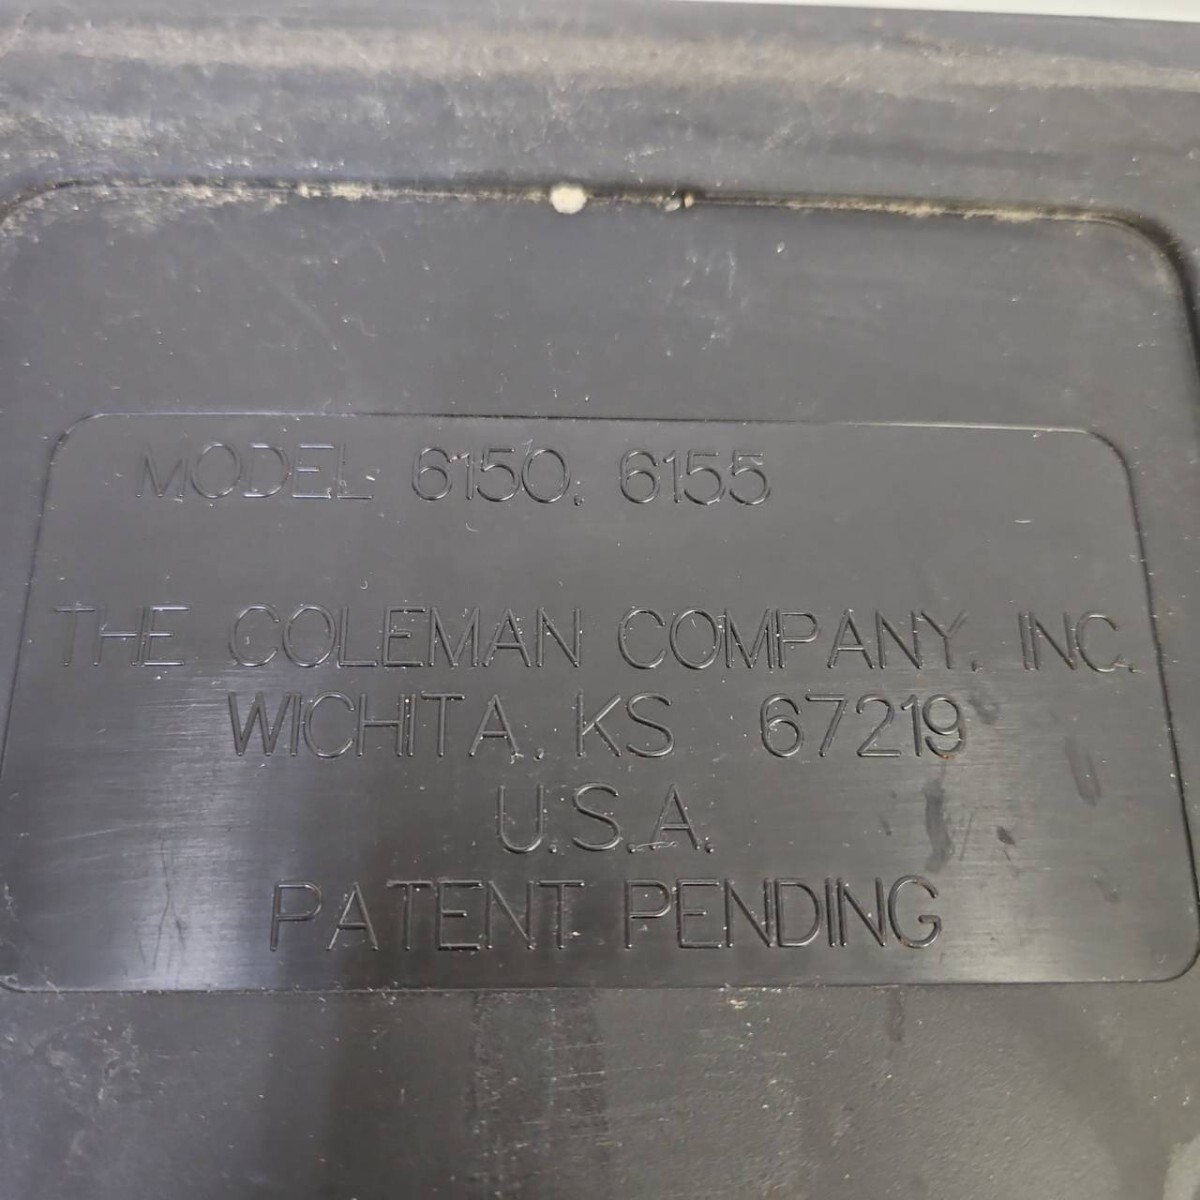 MODEL 6150, 6155
THE COLEMAN COMPANY, INC.
WICHITA, KS 67219
U.S.A.
PATENT PENDING